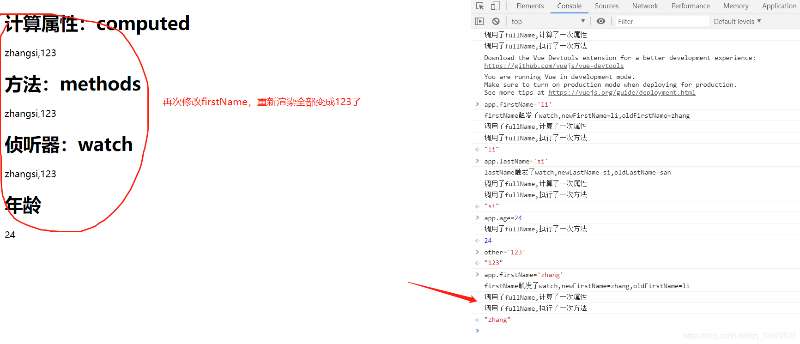 计算属性：computed
zhangsi,123
方法：methods
zhangsi,123
侦听器：watch
zhangsi,123
年龄
24
再次修改firstName，重新渲染全部变成123了
Elements Console Sources Network Performance Memory Application
top Filter Default levels
调用了fullName,计算了一次属性
调用了fullName,执行了一次方法
Download the Vue Devtools extension for a better development experience:
https://github.com/vuejs/vue-devtools
You are running Vue in development mode.
Make sure to turn on production mode when deploying for production.
See more tips at https://vuejs.org/guide/deployment.html
app.firstName='li'
firstName触发了watch,newFirstName=li,oldFirstName=zhang
调用了fullName,计算了一次属性
调用了fullName,执行了一次方法
"li"
app.lastName='si'
lastName触发了watch,newLastName=si,oldLastName=san
调用了fullName,计算了一次属性
调用了fullName,执行了一次方法
"si"
app.age=24
调用了fullName,执行了一次方法
24
other='123'
"123"
app.firstName='zhang'
firstName触发了watch,newFirstName=zhang,oldFirstName=li
调用了fullName,计算了一次属性
调用了fullName,执行了一次方法
"zhang"